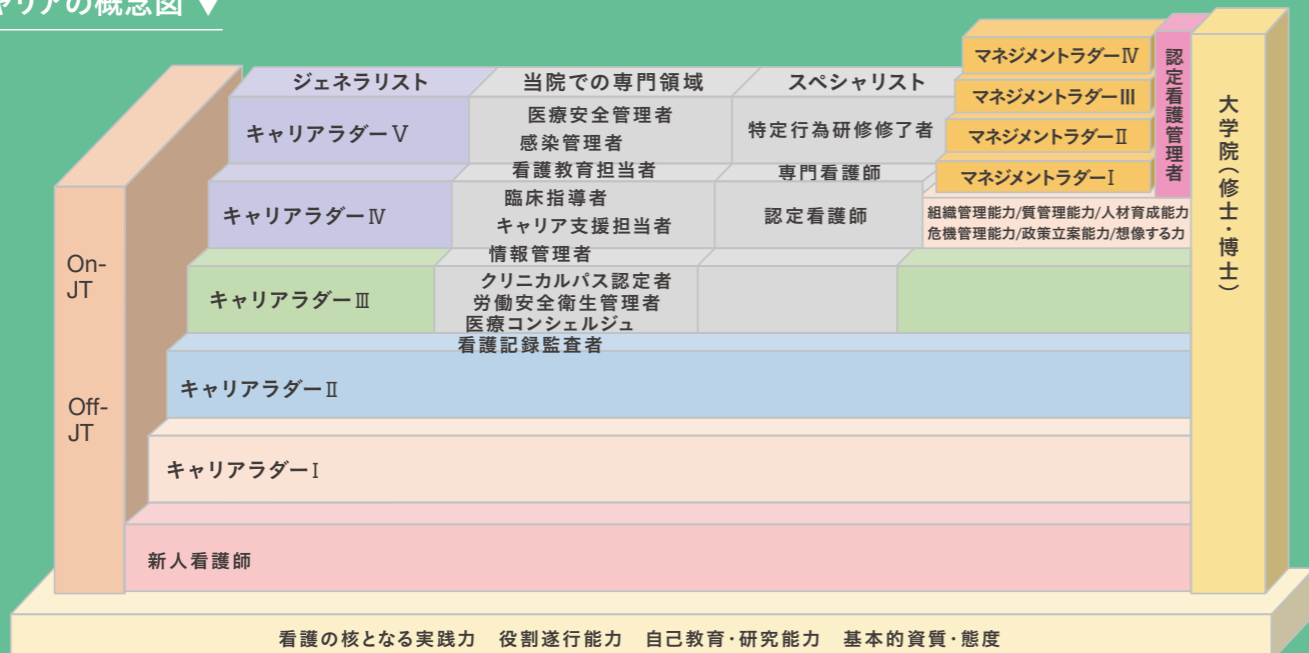 ャリアの概念図 ▼
ジェネラリスト
当院での専門領域
スペシャリスト
キャリアラダーⅤ
キャリアラダーⅣ
キャリアラダーⅢ
キャリアラダーⅡ
キャリアラダーⅠ
新人看護師
医療安全管理者
感染管理者
看護教育担当者
臨床指導者
キャリア支援担当者
情報管理者
クリニカルパス認定者
労働安全衛生管理者
医療コンシェルジュ
看護記録監査者
特定行為研修修了者
専門看護師
認定看護師
マネジメントラダーⅣ
マネジメントラダーⅢ
マネジメントラダーⅡ
マネジメントラダーⅠ
組織管理能力/質管理能力/人材育成能力
危機管理能力/政策立案能力/想像する力
認定看護管理者
大学院(修士・博士)
On-
JT
Off-
JT
看護の核となる実践力　役割遂行能力　自己教育・研究能力　基本的資質・態度